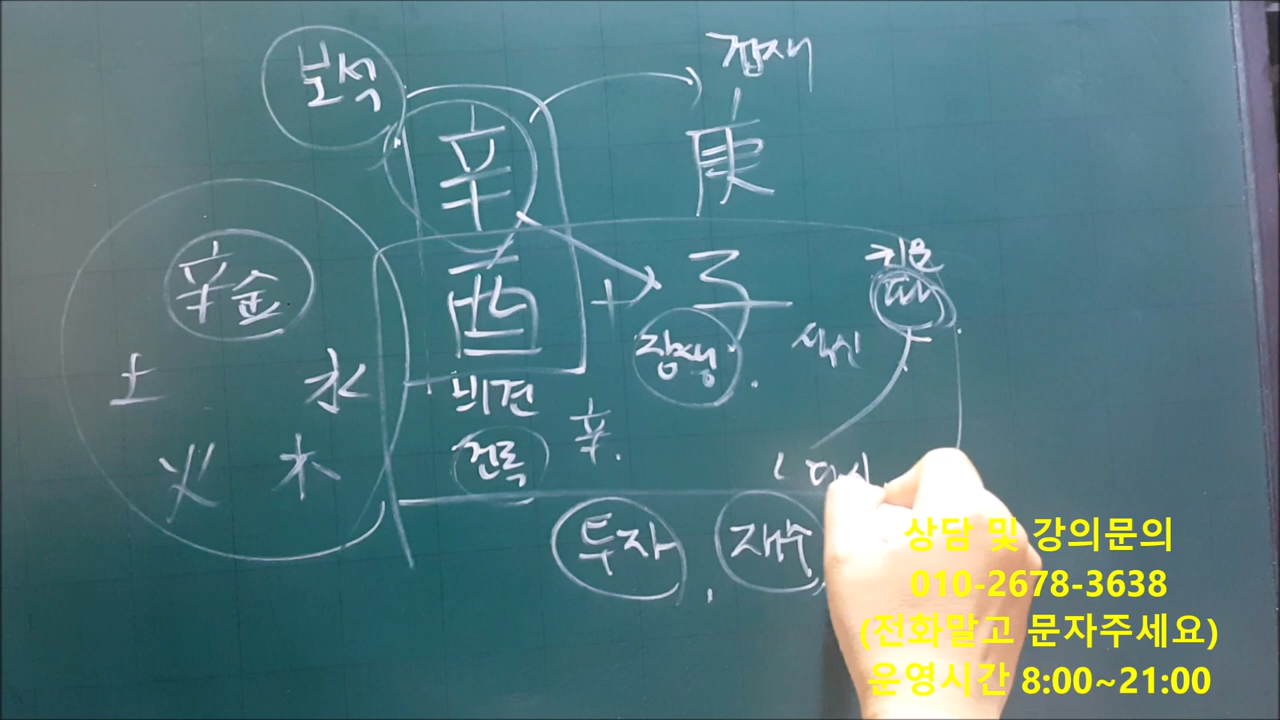 보석
겁재
辛
庚
辛金
酉 + 子
기운
土 水
장생
식신
비견
辛
火 木
건록
투자
재수
상담 및 강의문의
010-2678-3638
(전화말고 문자주세요)
운영시간 8:00~21:00